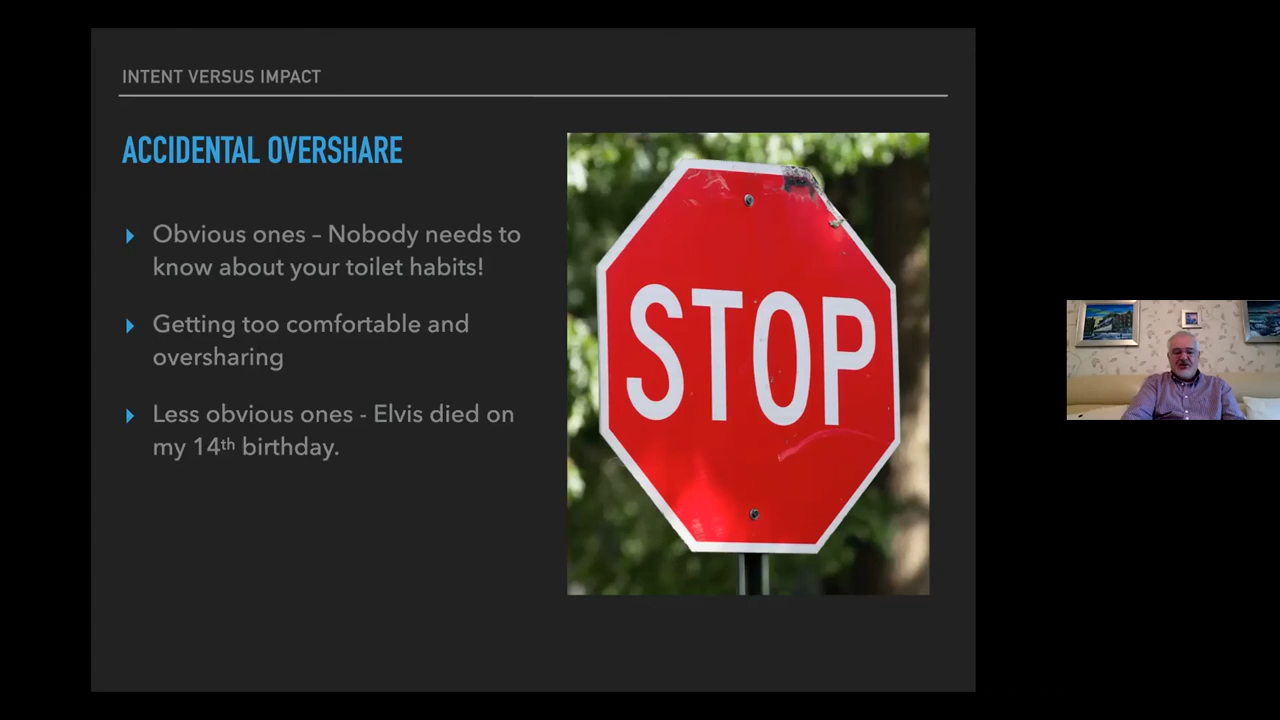 INTENT VERSUS IMPACT
ACCIDENTAL OVERSHARE
Obvious ones – Nobody needs to
know about your toilet habits!
Getting too comfortable and
oversharing
Less obvious ones - Elvis died on
my 14th birthday.
STOP